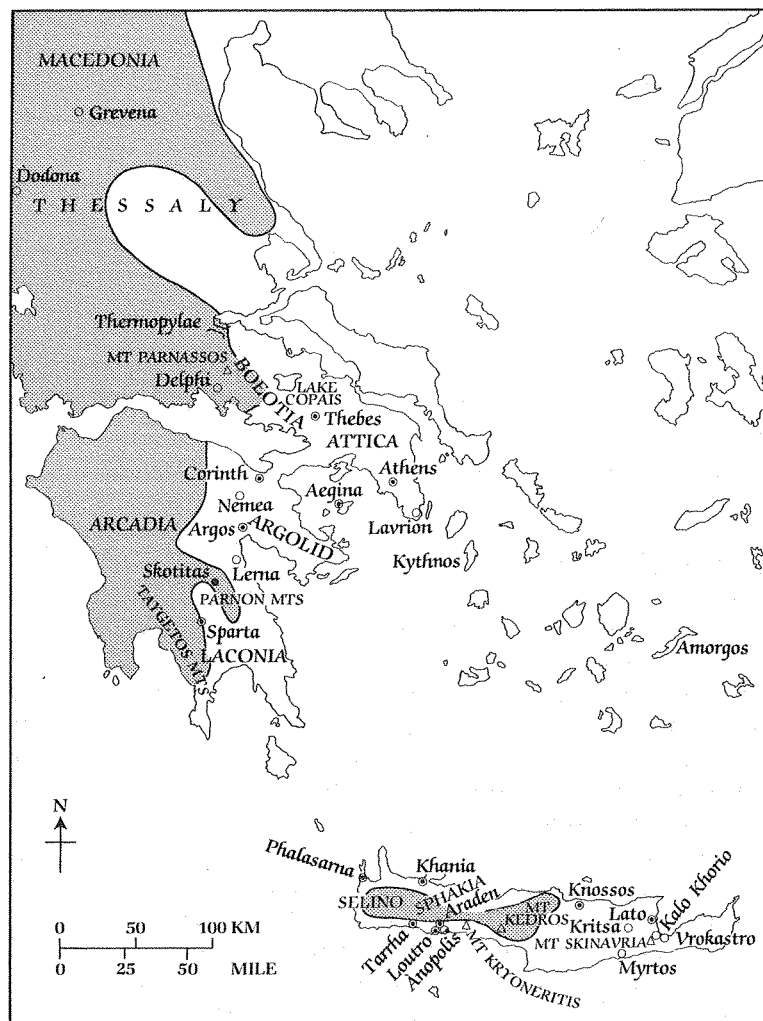 MACEDONIA
Grevena
Dodona
THESSALY
Thermopylae
MT PARNASSOS
Delphi
BOEOTIA
LAKE
COPAIS
Thebes
ATTICA
Corinth
Athens
Aegina
Nemea
ARCADIA
Argos
ARGOLID
Lavrion
Kythnos
Lerna
Skotitas
PARNON MTS
TAYGETOS MTS
Sparta
LACONIA
Amorgos
N
Phalasarna
Khania
SELINO
SPHAKIA
Araden
MT
KEDROS
Knossos
Lato
Kalo Khorio
Kritsa
MT SKINAVRIA
Vrokastro
Tarrha
Loutro
Anopolis
MT KRYONERITIS
Myrtos
0 50 100 KM
0 25 50 MILE